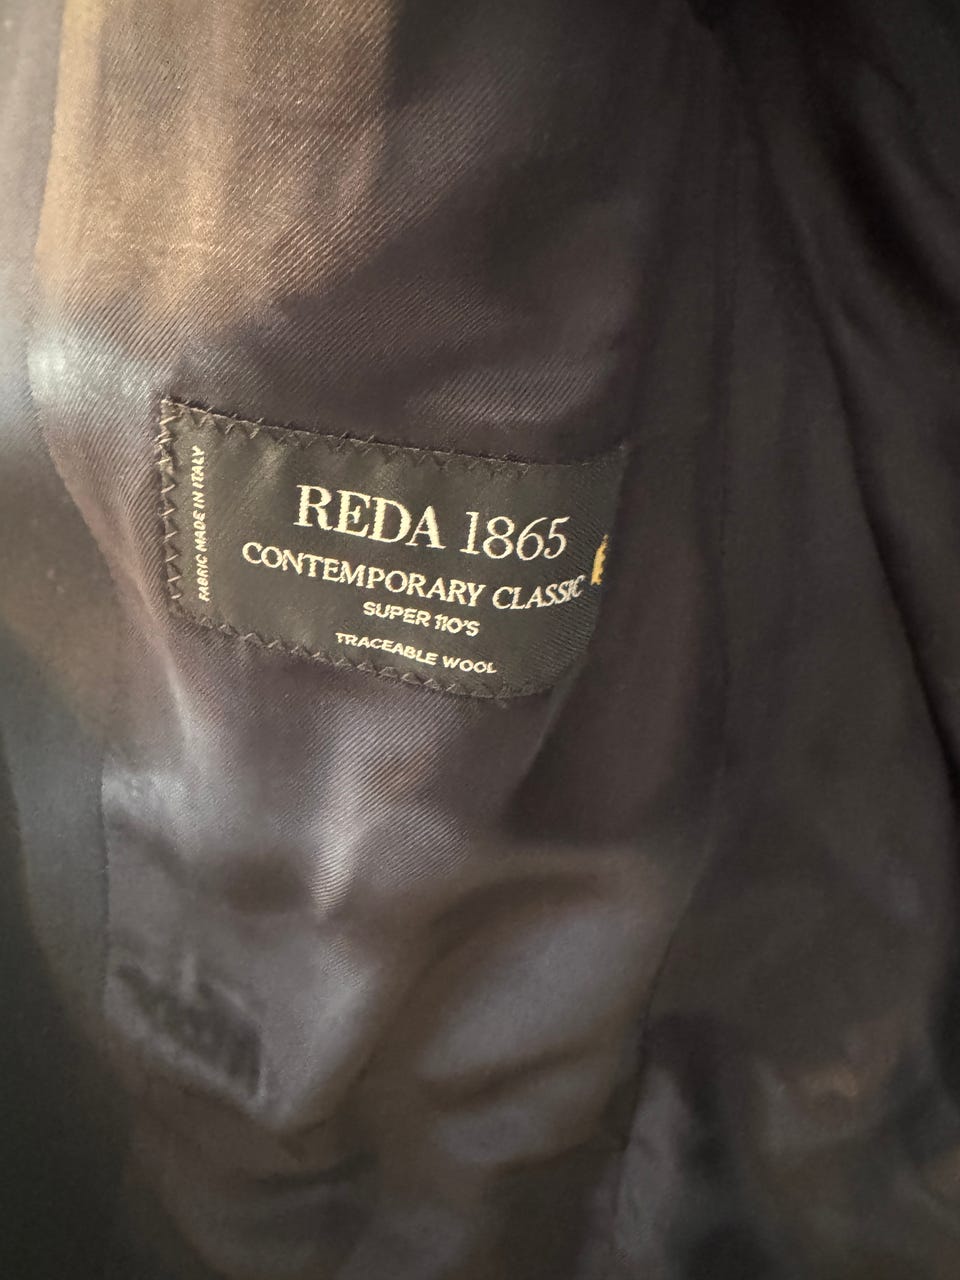 FABRIC MADE IN ITALY
REDA 1865
CONTEMPORARY CLASSIC
SUPER 110'S
TRACEABLE WOOL